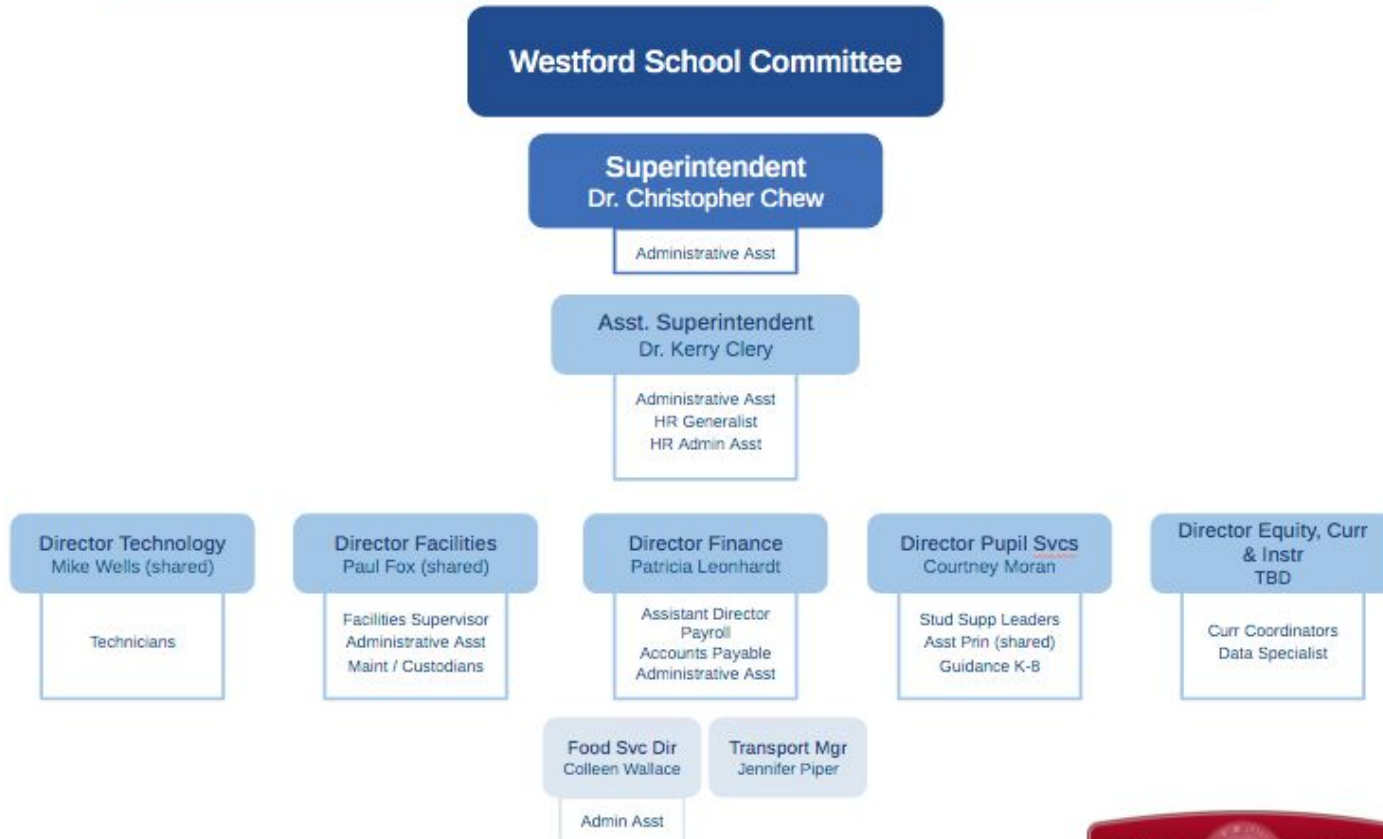 Westford School Committee
Superintendent
Dr. Christopher Chew
Administrative Asst
Asst. Superintendent
Dr. Kerry Clery
Administrative Asst
HR Generalist
HR Admin Asst
Director Technology
Mike Wells (shared)
Technicians
Director Facilities
Paul Fox (shared)
Facilities Supervisor
Administrative Asst
Maint / Custodians
Director Finance
Patricia Leonhardt
Assistant Director
Payroll
Accounts Payable
Administrative Asst
Director Pupil Svcs
Courtney Moran
Stud Supp Leaders
Asst Prin (shared)
Guidance K-8
Director Equity, Curr
& Instr
TBD
Curr Coordinators
Data Specialist
Food Svc Dir
Colleen Wallace
Admin Asst
Transport Mgr
Jennifer Piper